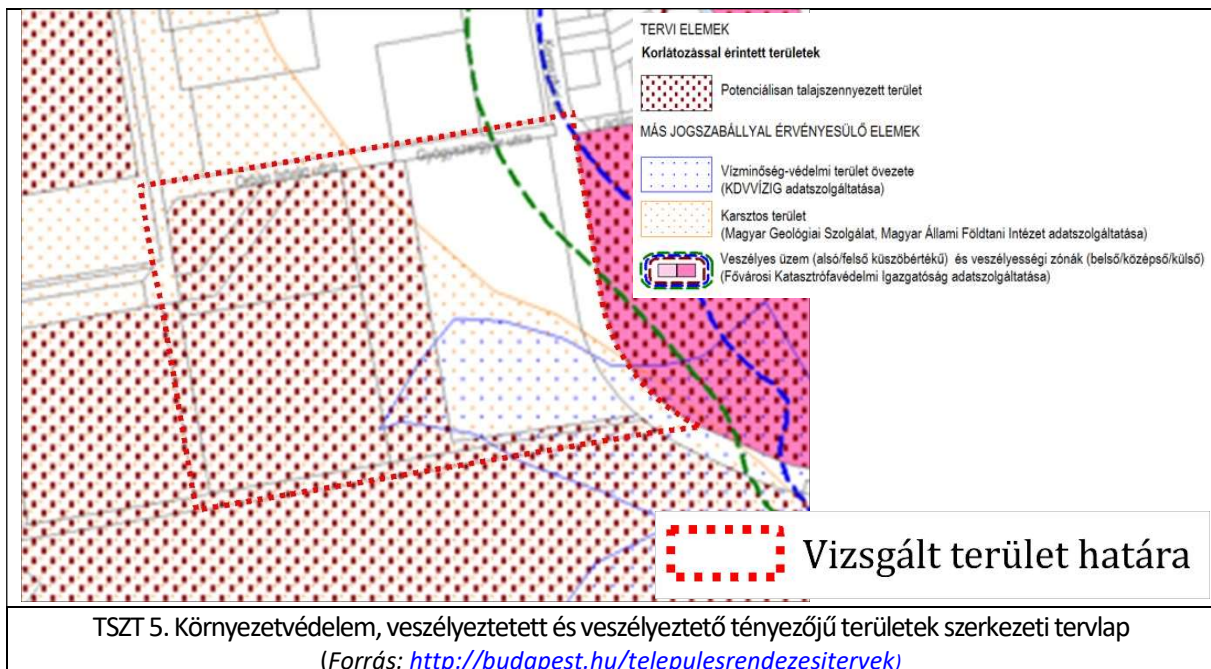 TERVI ELEMEK
Korlátozással érintett területek
Potenciálisan talajszennyezett terület
MÁS JOGSZABÁLLYAL ÉRVÉNYESÜLŐ ELEMEK
Vízminőség-védelmi terület övezete
(KDVVÍZIG adatszolgáltatása)
Karsztos terület
(Magyar Geológiai Szolgálat, Magyar Állami Földtani Intézet adatszolgáltatása)
Veszélyes üzem (alsó/felső küszöbértékű) és veszélyességi zónák (belső/középső/külső)
(Fővárosi Katasztrófavédelmi Igazgatóság adatszolgáltatása)
utca
Gyógyszergyár utca
Vizsgált terület határa
TSZT 5. Környezetvédelem, veszélyeztetett és veszélyeztető tényezőjű területek szerkezeti tervlap
(Forrás: http://budapest.hu/telepulesrendezesitervek)